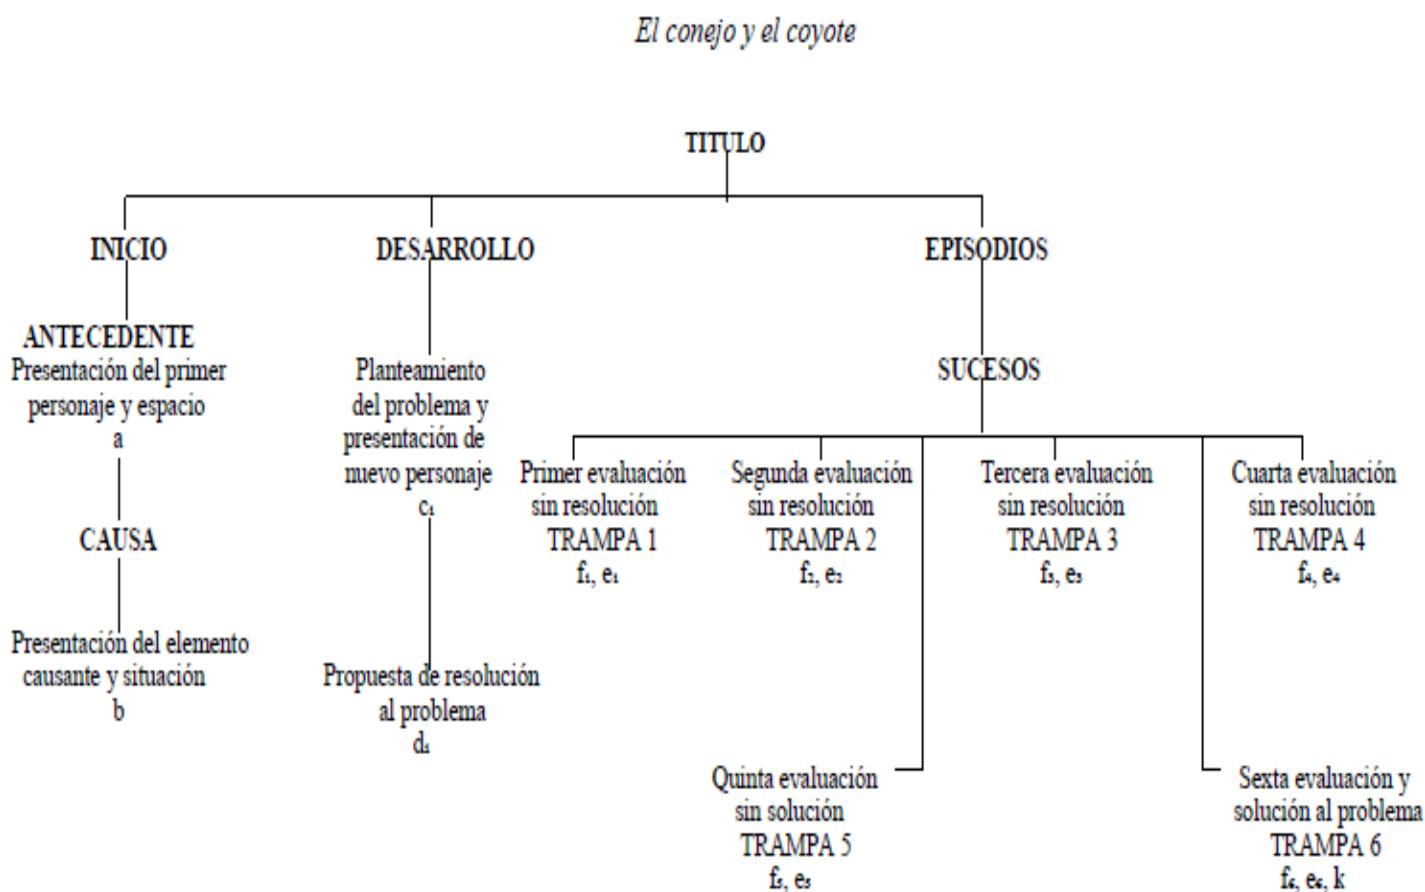 El conejo y el coyote
TITULO
INICIO
DESARROLLO
EPISODIOS
ANTECEDENTE
Presentación del primer
personaje y espacio
a
CAUSA
Presentación del elemento
causante y situación
b
Planteamiento
del problema y
presentación de
nuevo personaje
c₁
Propuesta de resolución
al problema
d₁
SUCESOS
Primer evaluación
sin resolución
TRAMPA 1
f₁, e₁
Segunda evaluación
sin resolución
TRAMPA 2
f₂, e₂
Tercera evaluación
sin resolución
TRAMPA 3
f₃, e₃
Cuarta evaluación
sin resolución
TRAMPA 4
f₄, e₄
Quinta evaluación
sin solución
TRAMPA 5
f₅, e₅
Sexta evaluación y
solución al problema
TRAMPA 6
f₆, e₆, k